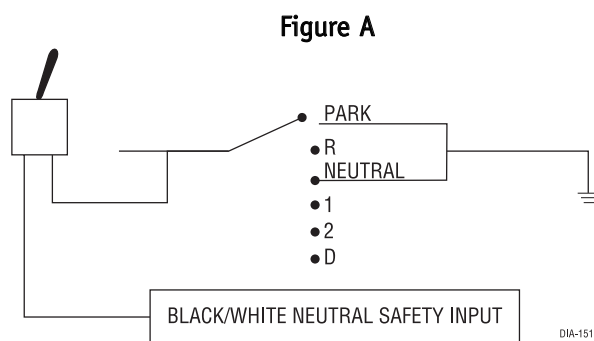 Figure A
PARK
R
NEUTRAL
1
2
D
BLACK/WHITE NEUTRAL SAFETY INPUT
DIA-151